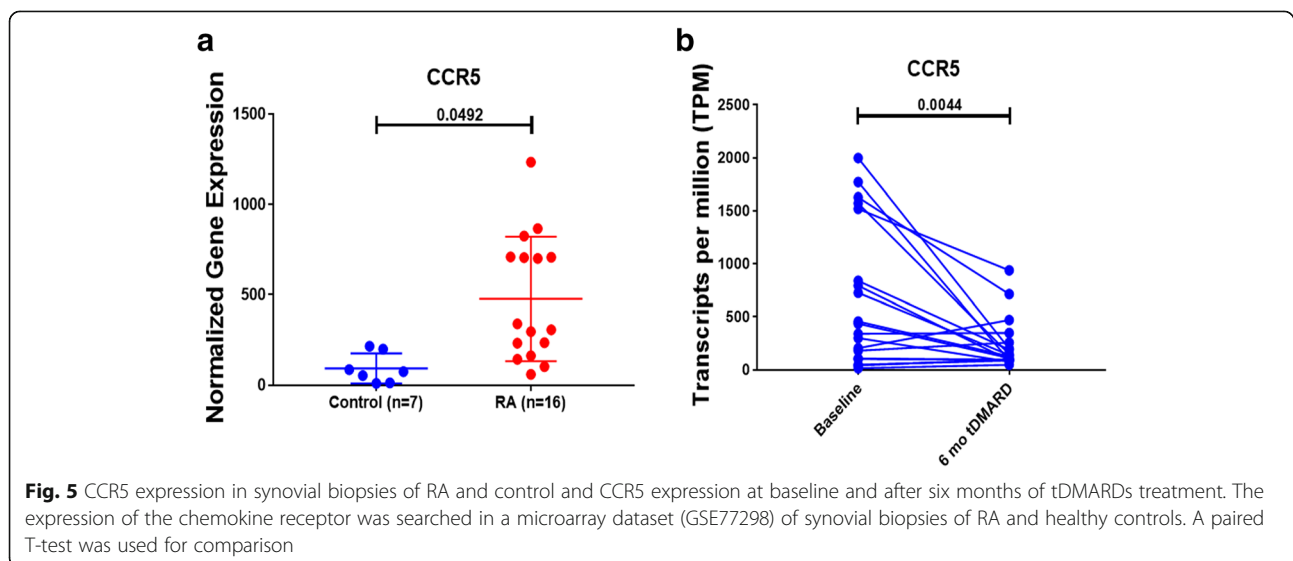 a
CCR5
0.0492
Normalized Gene Expression
1500
1000
500
0
Control (n=7)
RA (n=16)
b
CCR5
0.0044
Transcripts per million (TPM)
2500
2000
1500
1000
500
0
Baseline
6 mo tDMARD
Fig. 5 CCR5 expression in synovial biopsies of RA and control and CCR5 expression at baseline and after six months of tDMARDs treatment. The
expression of the chemokine receptor was searched in a microarray dataset (GSE77298) of synovial biopsies of RA and healthy controls. A paired
T-test was used for comparison